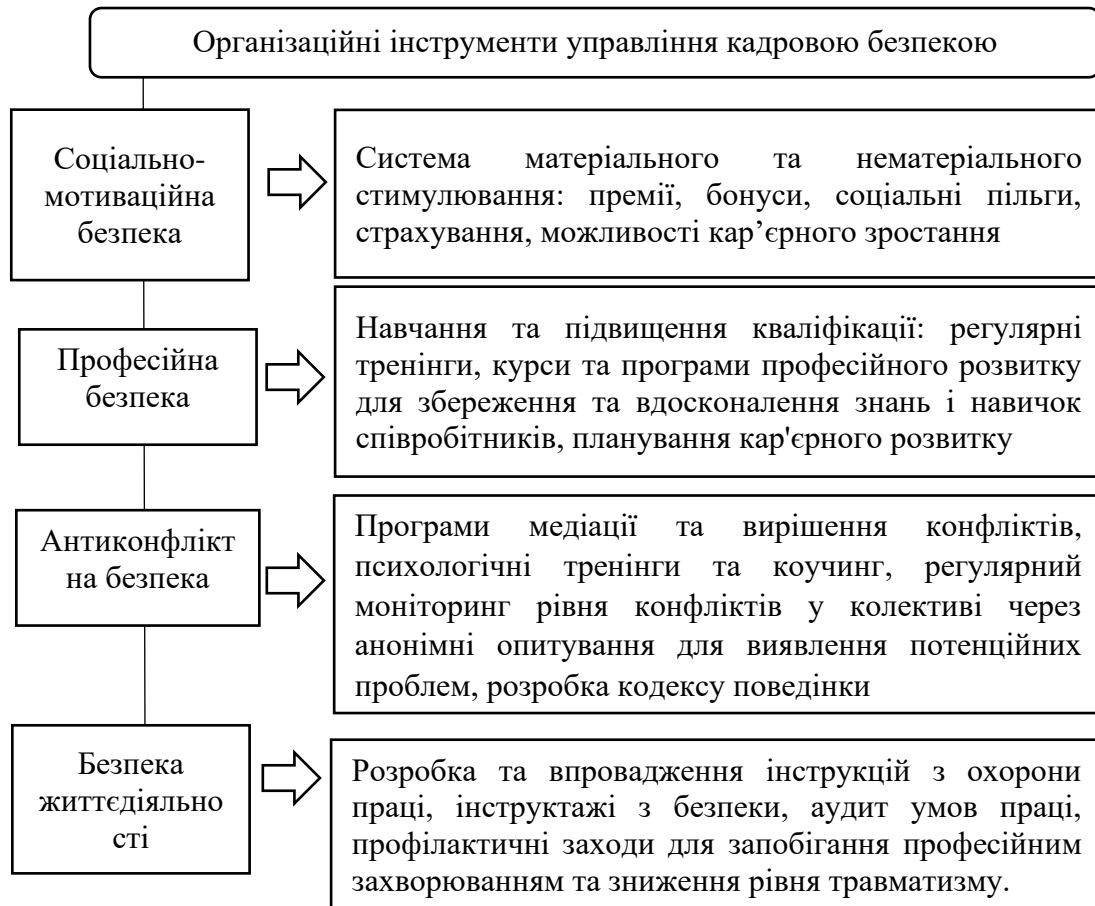 Організаційні інструменти управління кадровою безпекою
Соціально-
мотиваційна
безпека
Система матеріального та нематеріального
стимулювання: премії, бонуси, соціальні пільги,
страхування, можливості кар’єрного зростання
Професійна
безпека
Навчання та підвищення кваліфікації: регулярні
тренінги, курси та програми професійного розвитку
для збереження та вдосконалення знань і навичок
співробітників, планування кар'єрного розвитку
Антиконфлікт
на безпека
Програми медіації та вирішення конфліктів,
психологічні тренінги та коучинг, регулярний
моніторинг рівня конфліктів у колективі через
анонімні опитування для виявлення потенційних
проблем, розробка кодексу поведінки
Безпека
життєдіяльно
сті
Розробка та впровадження інструкцій з охорони
праці, інструктажі з безпеки, аудит умов праці,
профілактичні заходи для запобігання професійним
захворюванням та зниження рівня травматизму.